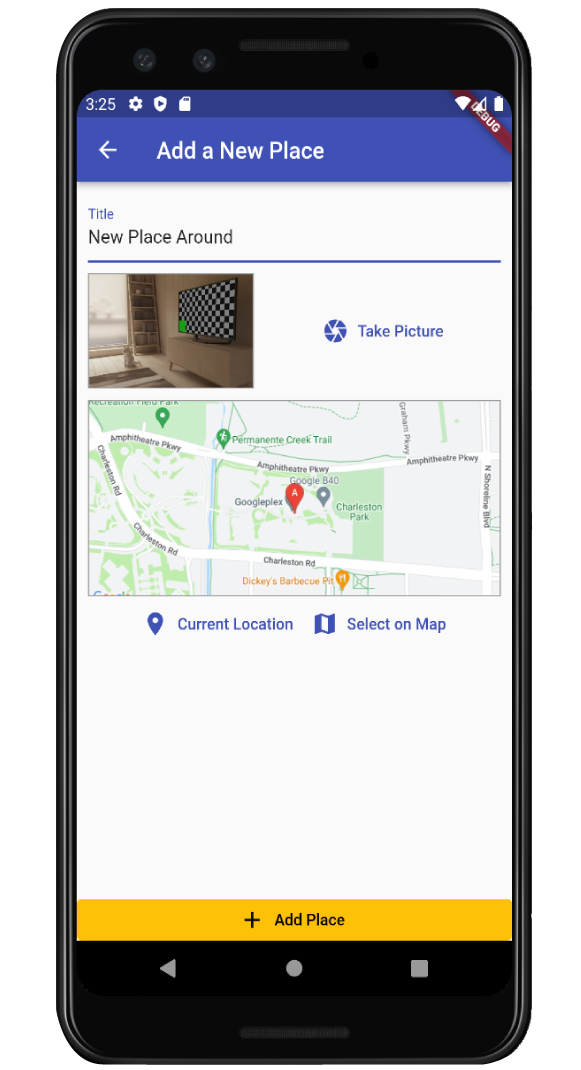 3:25
DEBUG
Add a New Place
Title
New Place Around
Take Picture
Recreation Field Park
Graham Pkwy
Amphitheatre Pkwy
Permanente Creek Trail
Charleston Rd
Amphitheatre Pkwy
Amphitheatre Pkwy
N Shoreline Blvd
Google B40
A
Googleplex
Charleston
Park
Charleston Rd
Charleston Rd
Dickey's Barbecue Pit
Google
Current Location
Select on Map
Add Place